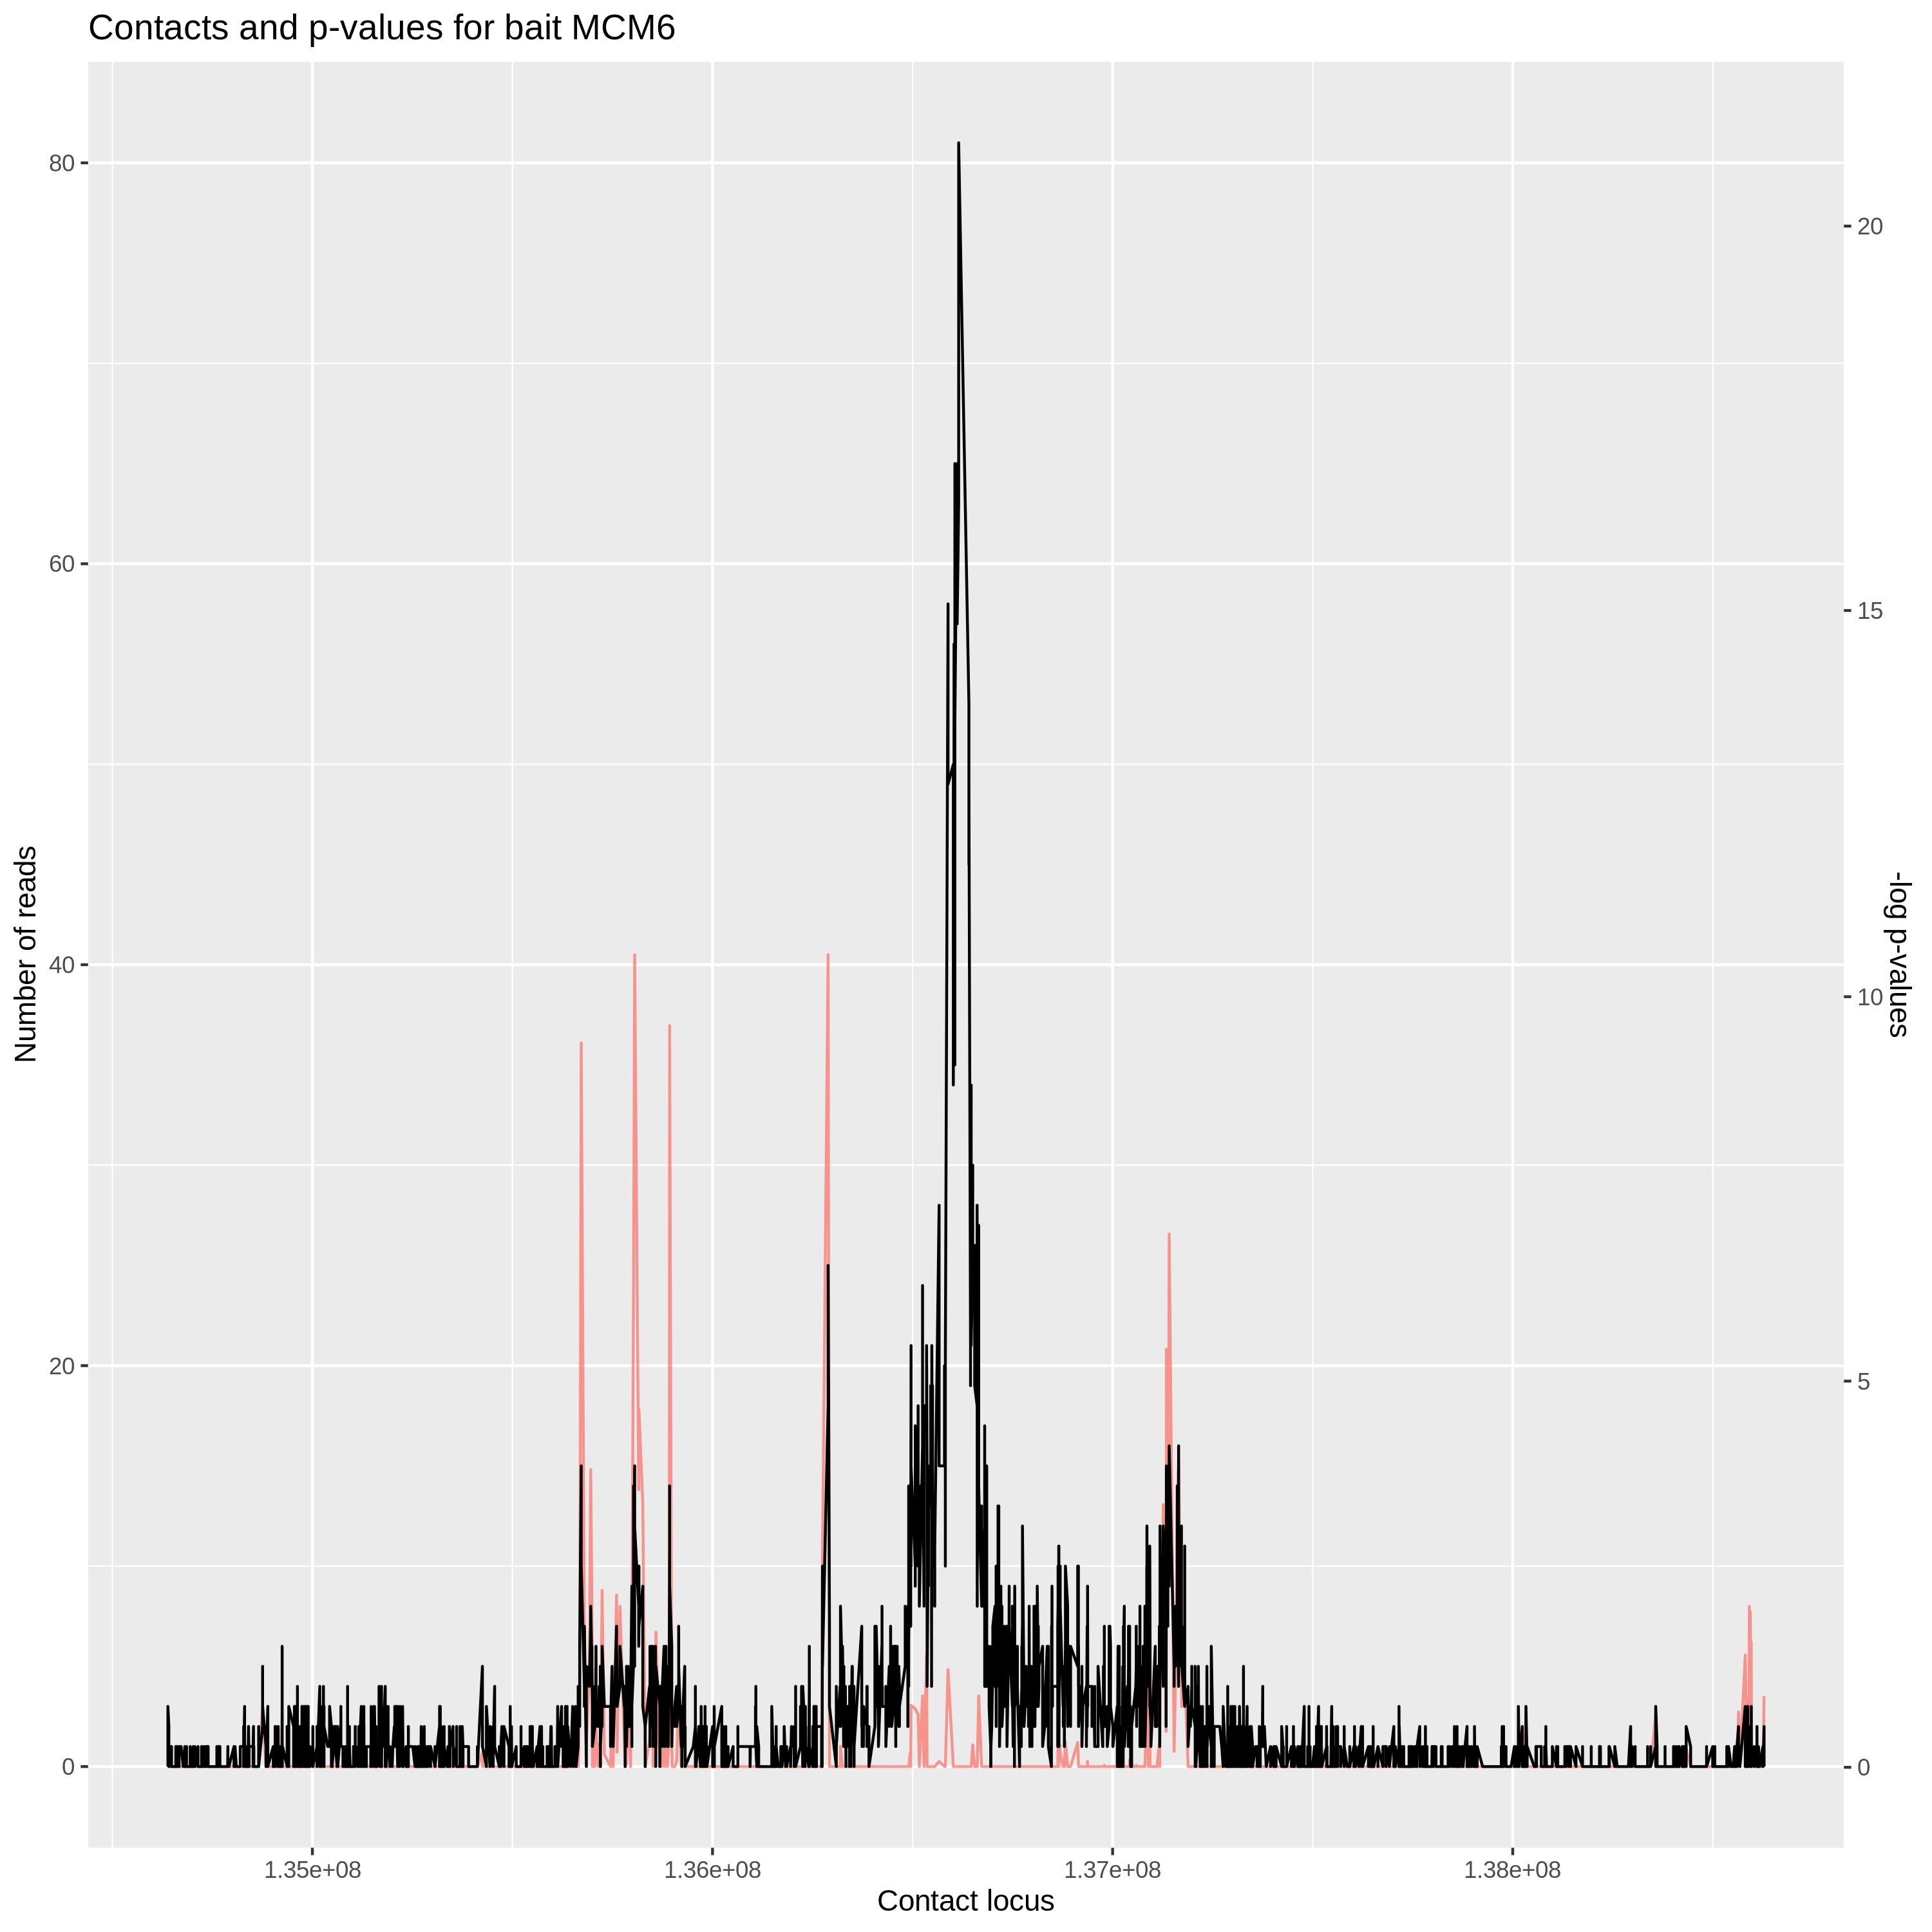 Contacts and p-values for bait MCM6
80
60
40
20
0
Number of reads
20
15
10
5
0
-log p-values
1.35e+08
1.36e+08
1.37e+08
1.38e+08
Contact locus